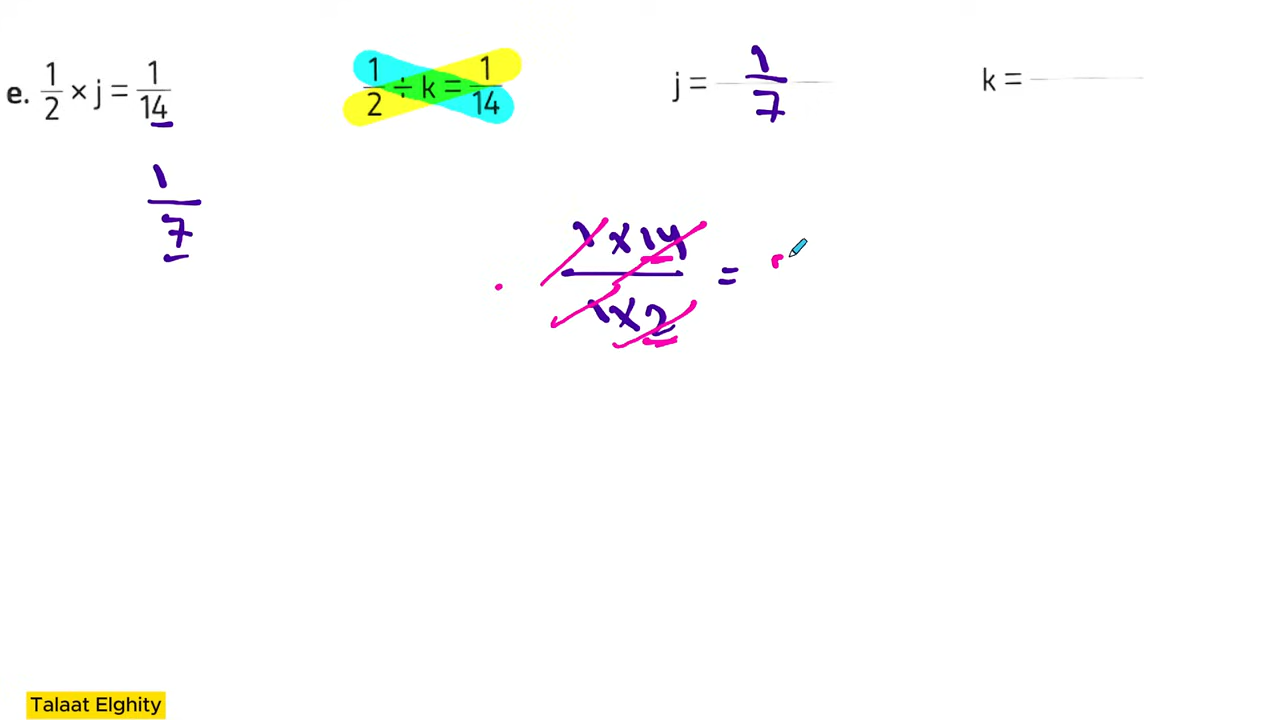 e. 1/2 × j = 1/14    1/2 ÷ k = 1/14    j = 1/7    k =
1/7
1 × 14 / 1 × 2 =
Talaat Elghity